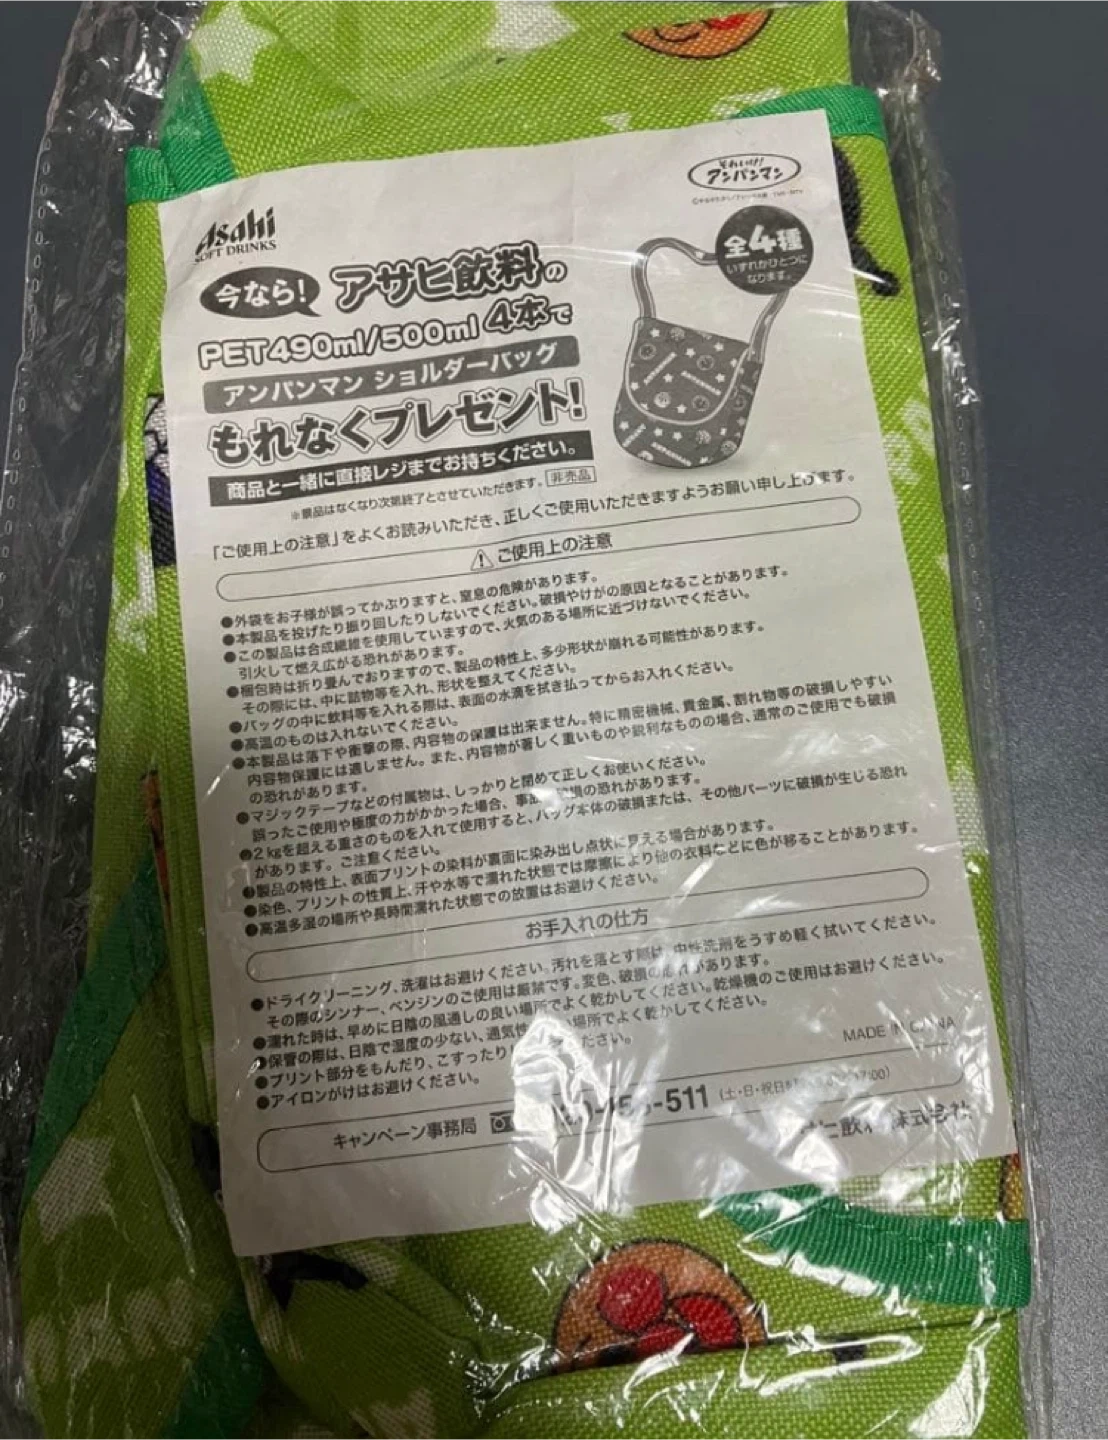 それいけ!
アンパンマン
Asahi
SOFT DRINKS
全4種
いずれかひとつに
なります。
今なら!
アサヒ飲料の
PET490ml/500ml 4本で
アンパンマン ショルダーバッグ
もれなくプレゼント!
商品と一緒に直接レジまでお持ちください。
※景品はなくなり次第終了とさせていただきます。 非売品
「ご使用上の注意」をよくお読みいただき、正しくご使用いただきますようお願い申し上げます。
ご使用上の注意
●外袋をお子様が誤ってかぶりますと、窒息の危険があります。
●本製品を投げたり振り回したりしないでください。破損やけがの原因となることがあります。
●この製品は合成繊維を使用していますので、火気のある場所に近づけないでください。
引火して燃え広がる恐れがあります。
●梱包時は折り畳んでおりますので、製品の特性上、多少形状が崩れる可能性があります。
その際には、中に詰物等を入れ、形状を整えてください。
●バッグの中に飲料等を入れる際は、表面の水滴を拭き払ってからお入れください。
●高温のものは入れないでください。
●本製品は落下や衝撃の際、内容物の保護は出来ません。特に精密機械、貴金属、割れ物等の破損しやすい
内容物保護には適しません。また、内容物が著しく重いものや鋭利なものの場合、通常のご使用でも破損
の恐れがあります。
●マジックテープなどの付属物は、しっかりと閉めて正しくお使いください。
誤ったご使用や極度の力がかかった場合、事故 損の恐れがあります。
●2kgを超える重さのものを入れて使用すると、バッグ本体の破損または、その他パーツに破損が生じる恐れ
があります。ご注意ください。
●製品の特性上、表面プリントの染料が裏面に染み出し点状に見える場合があります。
●染色、プリントの性質上、汗や水等で濡れた状態では摩擦により他の衣料などに色が移ることがあります。
●高温多湿の場所や長時間濡れた状態での放置はお避けください。
お手入れの仕方
●ドライクリーニング、洗濯はお避けください。汚れを落とす際は、中性洗剤をうすめ軽く拭いてください。
その際のシンナー、ベンジンのご使用は厳禁です。変色、破損の恐れがあります。
●濡れた時は、早めに日陰の風通しの良い場所でよく乾かしてください。乾燥機のご使用はお避けください。
●保管の際は、日陰で湿度の少ない、通気性 い場所でよく乾かしてください。
●プリント部分をもんだり、こすったり ください。
●アイロンがけはお避けください。
MADE IN CHINA
キャンペーン事務局 -511 (土・日・祝日 17:00)
飲料株式会社